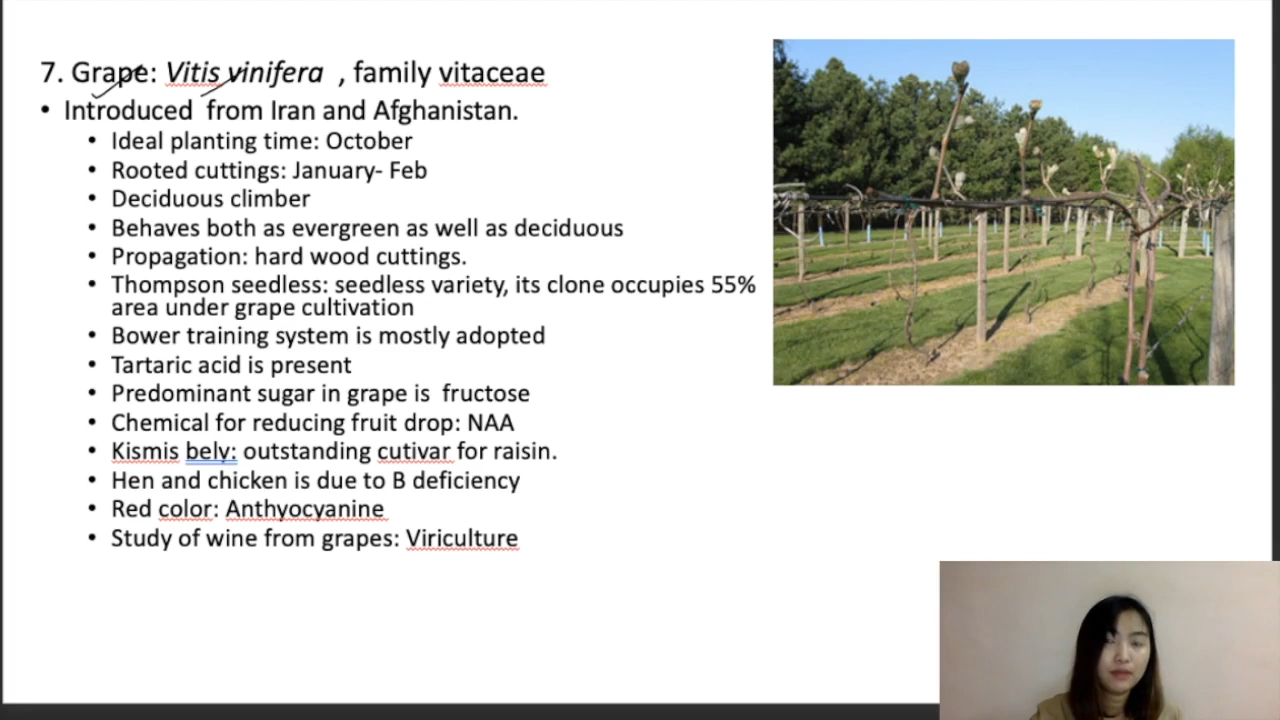 7. Grape: Vitis vinifera , family vitaceae
• Introduced from Iran and Afghanistan.
• Ideal planting time: October
• Rooted cuttings: January- Feb
• Deciduous climber
• Behaves both as evergreen as well as deciduous
• Propagation: hard wood cuttings.
• Thompson seedless: seedless variety, its clone occupies 55%
area under grape cultivation
• Bower training system is mostly adopted
• Tartaric acid is present
• Predominant sugar in grape is fructose
• Chemical for reducing fruit drop: NAA
• Kismis bely: outstanding cutivar for raisin.
• Hen and chicken is due to B deficiency
• Red color: Anthyocyanine
• Study of wine from grapes: Viriculture